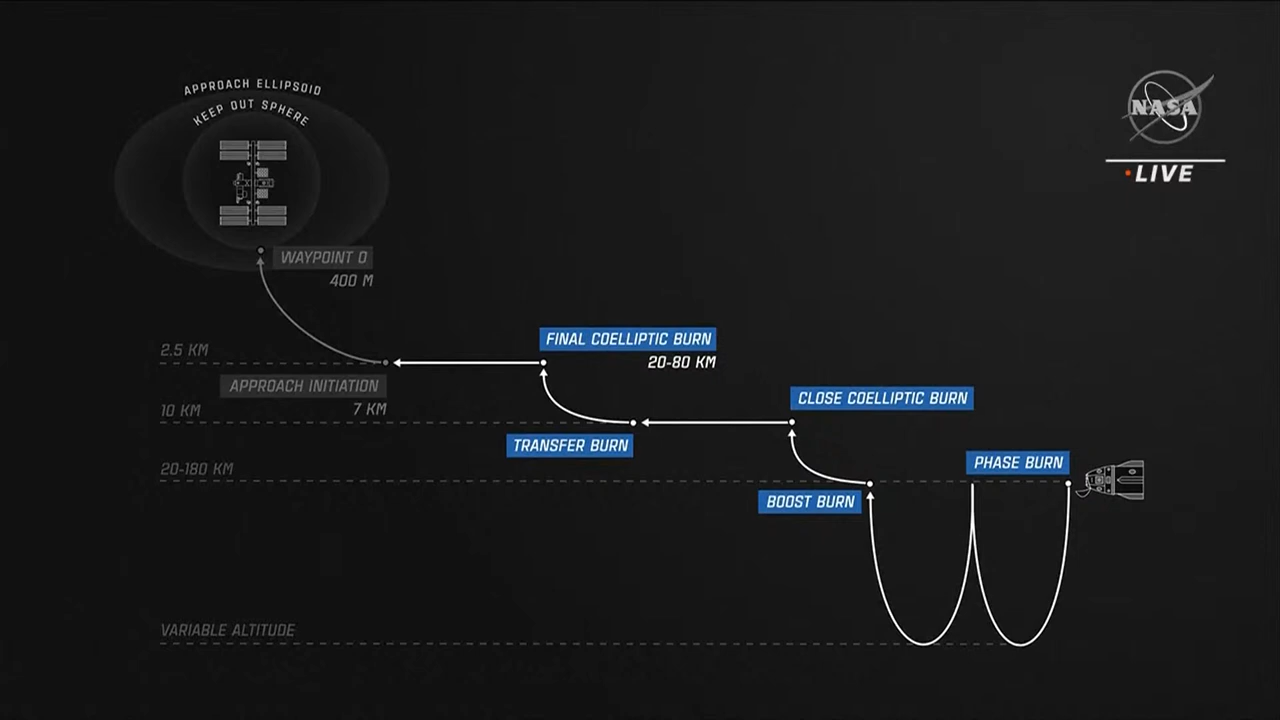 APPROACH ELLIPSOID
KEEP OUT SPHERE
NASA
LIVE
WAYPOINT 0
400 M
2.5 KM
FINAL COELLIPTIC BURN
20-80 KM
APPROACH INITIATION
7 KM
10 KM
CLOSE COELLIPTIC BURN
TRANSFER BURN
20-180 KM
PHASE BURN
BOOST BURN
VARIABLE ALTITUDE